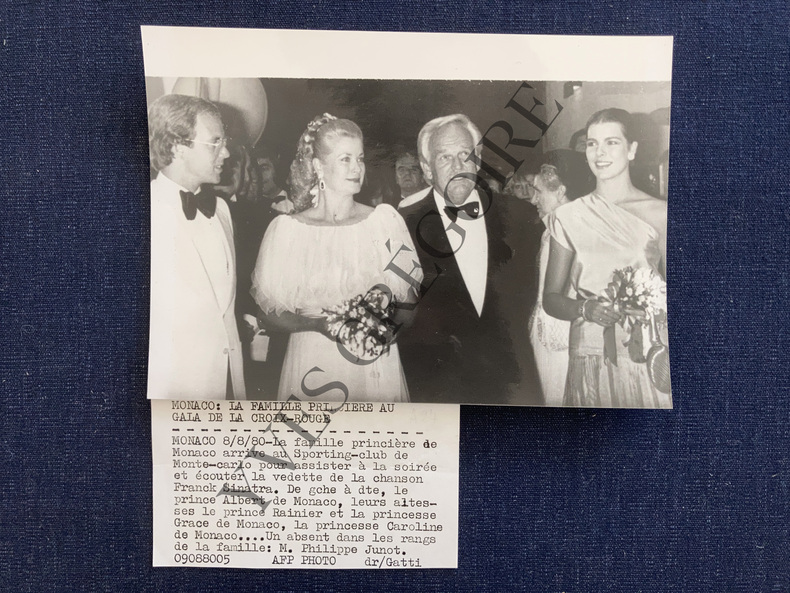 MONACO: LA FAMILLE PRINCIERE AU
GALA DE LA CROIX-ROUGE
MONACO 8/8/80-La famille princière de
Monaco arrive au Sporting-club de
Monte-carlo pour assister à la soirée
et écouter la vedette de la chanson
Franck Sinatra. De gche à dte, le
prince Albert de Monaco, leurs altes-
ses le prince Rainier et la princesse
Grace de Monaco, la princesse Caroline
de Monaco....Un absent dans les rangs
de la famille: M. Philippe Junot.
09088005 AFP PHOTO dr/Gatti
YVES GRÉGOIRE